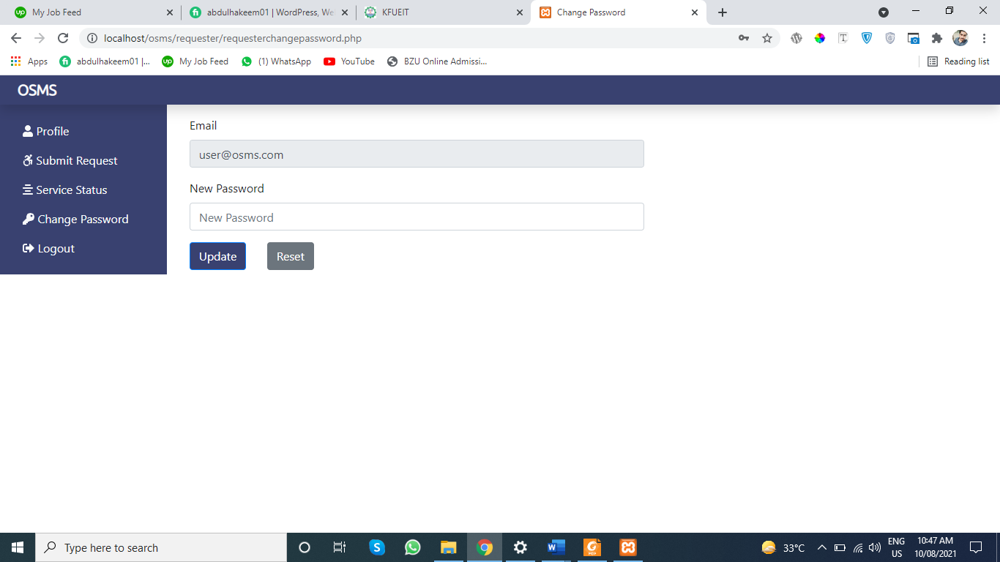 My Job Feed
abdulhakeem01 | WordPress, We
KFUEIT
Change Password
localhost/osms/requester/requesterchangepassword.php
Apps
abdulhakeem01 |...
My Job Feed
(1) WhatsApp
YouTube
BZU Online Admissi...
Reading list
OSMS
Profile
Submit Request
Service Status
Change Password
Logout
Email
user@osms.com
New Password
New Password
Update
Reset
Type here to search
33°C
ENG
US
10:47 AM
10/08/2021